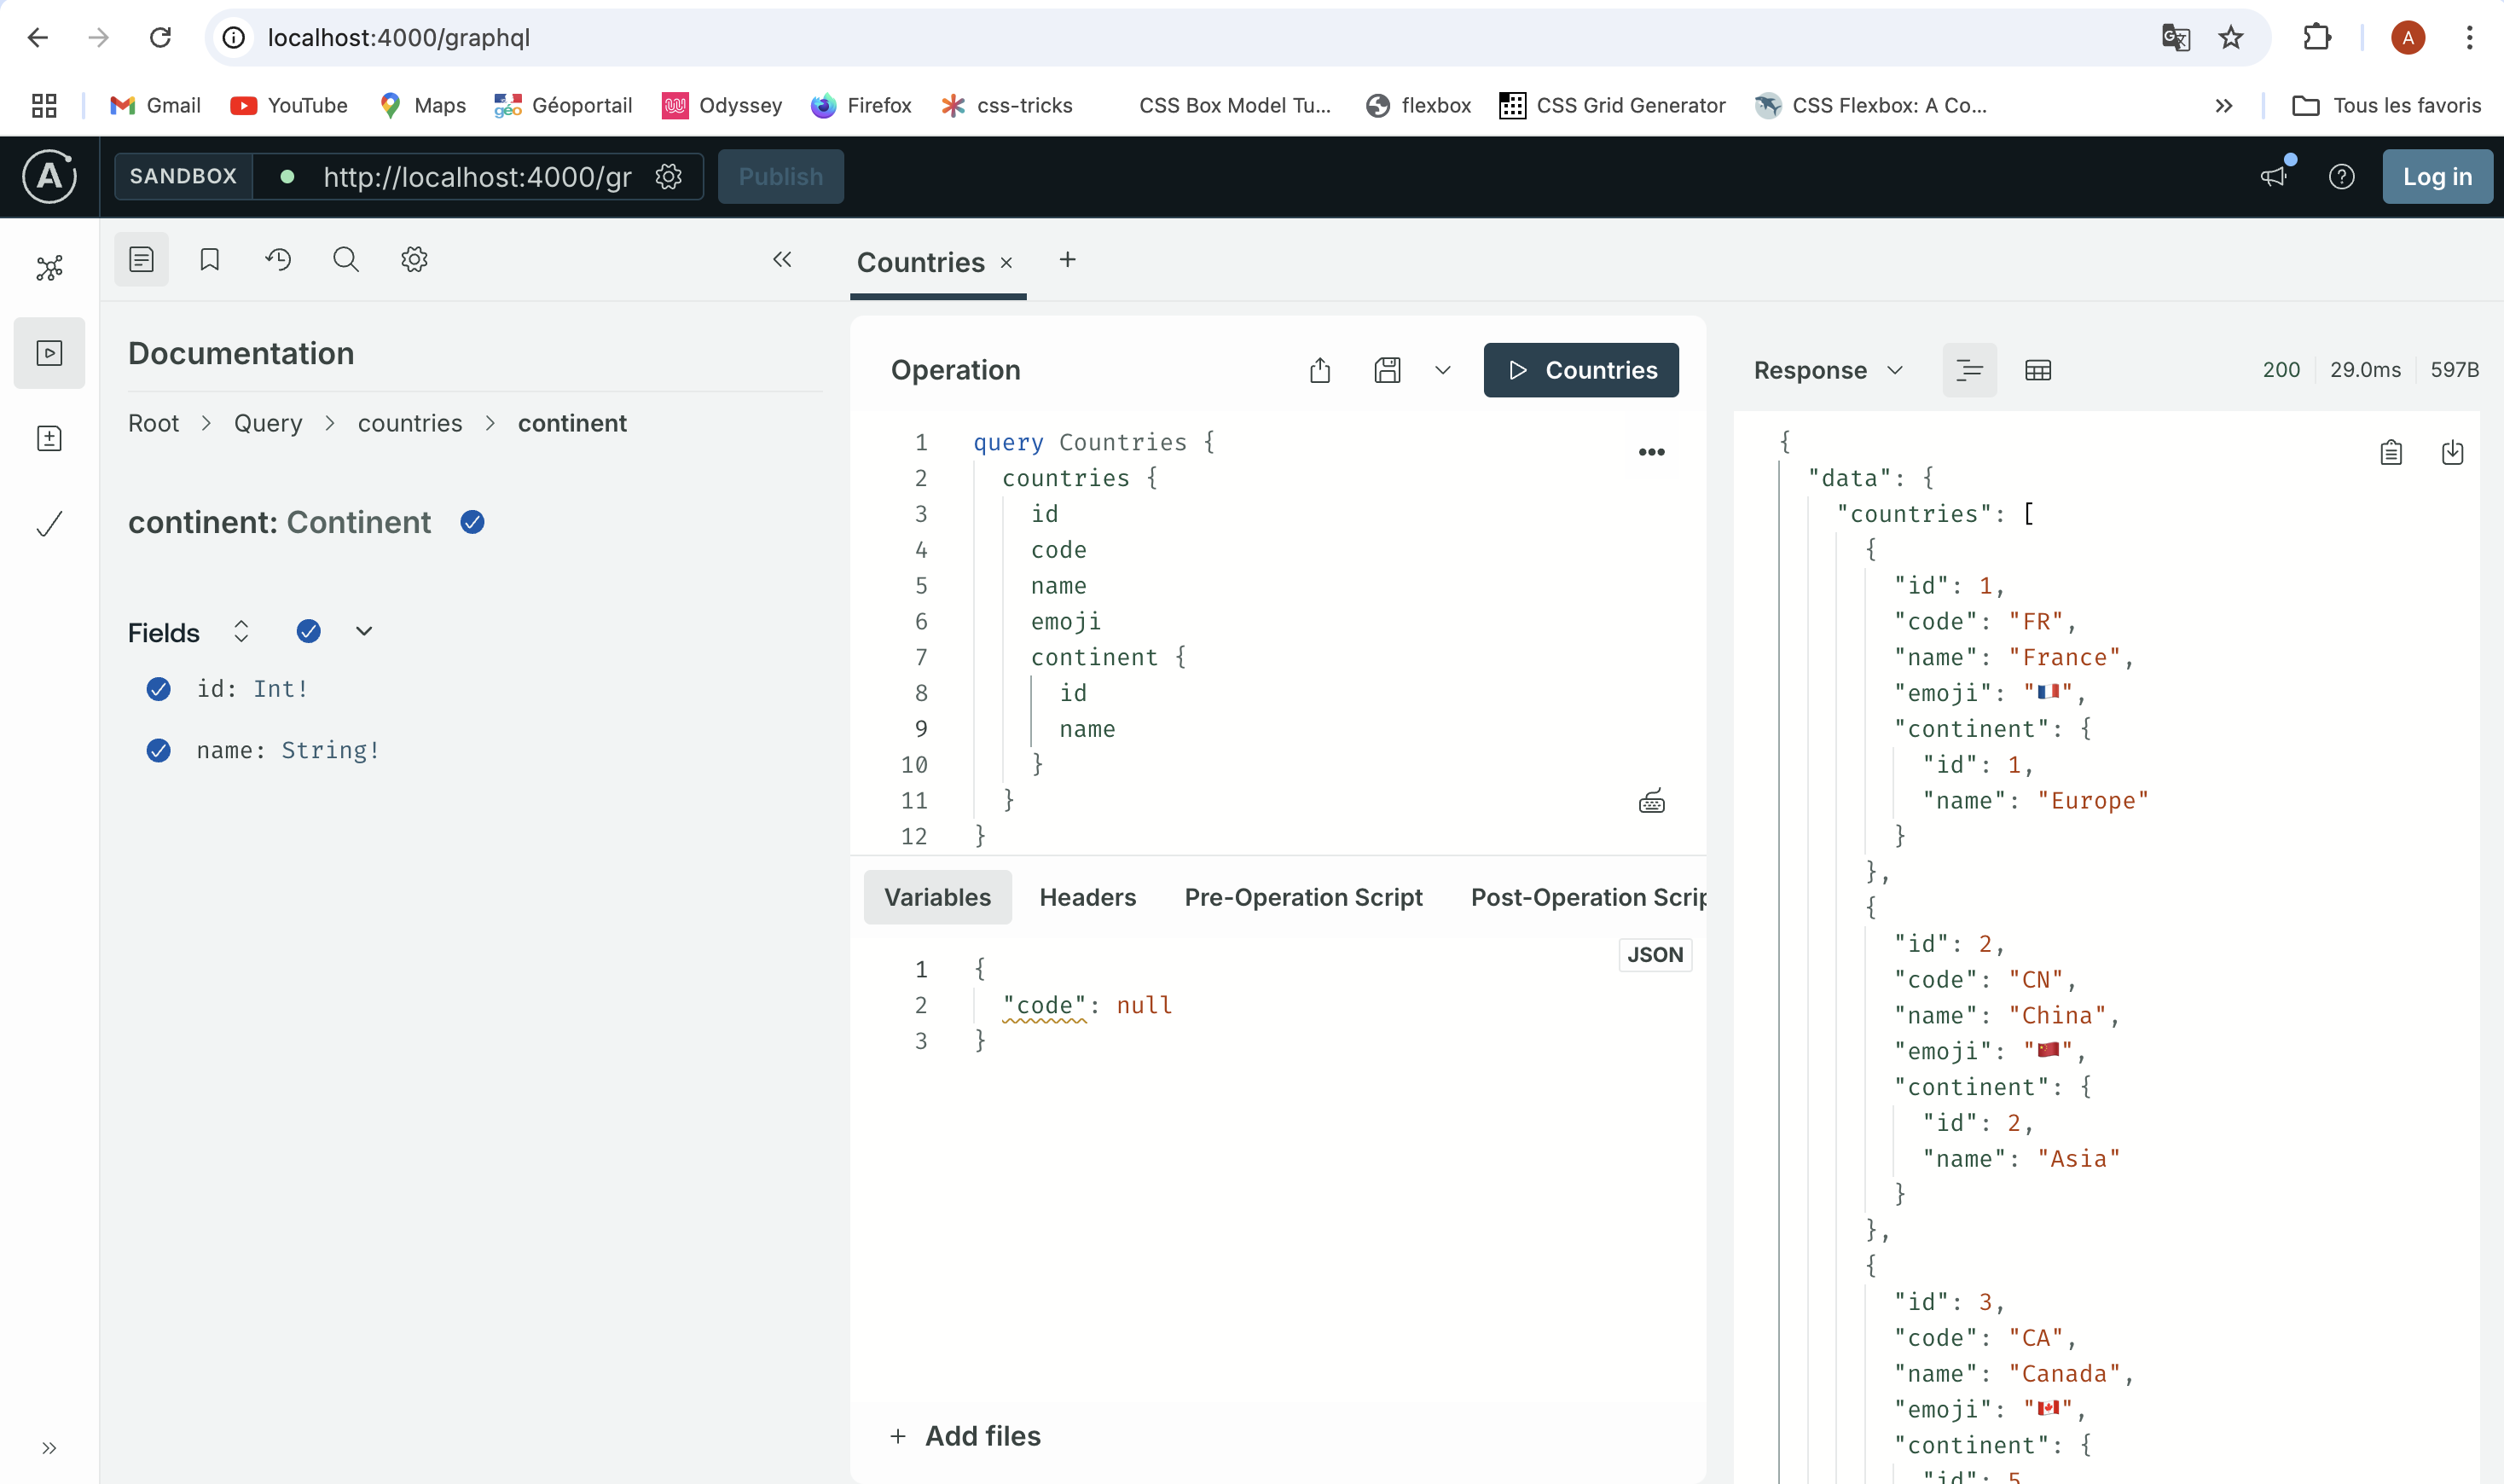 localhost:4000/graphql
A
Gmail YouTube Maps Géoportail Odyssey Firefox css-tricks CSS Box Model Tu... flexbox CSS Grid Generator CSS Flexbox: A Co... Tous les favoris
SANDBOX http://localhost:4000/gr Publish Log in
Countries
Documentation
Root > Query > countries > continent
continent: Continent
Fields
id: Int!
name: String!
Operation
Countries
1 query Countries {
2 countries {
3 id
4 code
5 name
6 emoji
7 continent {
8 id
9 name
10 }
11 }
12 }
Variables Headers Pre-Operation Script Post-Operation Scrip
JSON
1 {
2 "code": null
3 }
Add files
Response 200 29.0ms 597B
{
"data": {
"countries": [
{
"id": 1,
"code": "FR",
"name": "France",
"emoji": "🇫🇷",
"continent": {
"id": 1,
"name": "Europe"
}
},
{
"id": 2,
"code": "CN",
"name": "China",
"emoji": "🇨🇳",
"continent": {
"id": 2,
"name": "Asia"
}
},
{
"id": 3,
"code": "CA",
"name": "Canada",
"emoji": "🇨🇦",
"continent": {
"id": 5